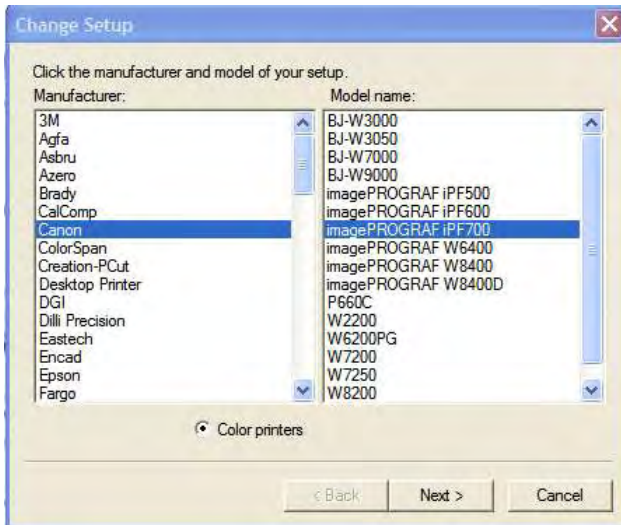 Change Setup
Click the manufacturer and model of your setup.
Manufacturer:
3M
Agfa
Asbru
Azero
Brady
CalComp
Canon
ColorSpan
Creation-PCut
Desktop Printer
DGI
Dilli Precision
Eastech
Encad
Epson
Fargo
Model name:
BJ-W3000
BJ-W3050
BJ-W7000
BJ-W9000
imagePROGRAF iPF500
imagePROGRAF iPF600
imagePROGRAF iPF700
imagePROGRAF W6400
imagePROGRAF W8400
imagePROGRAF W8400D
P660C
W2200
W6200PG
W7200
W7250
W8200
Color printers
< Back
Next >
Cancel